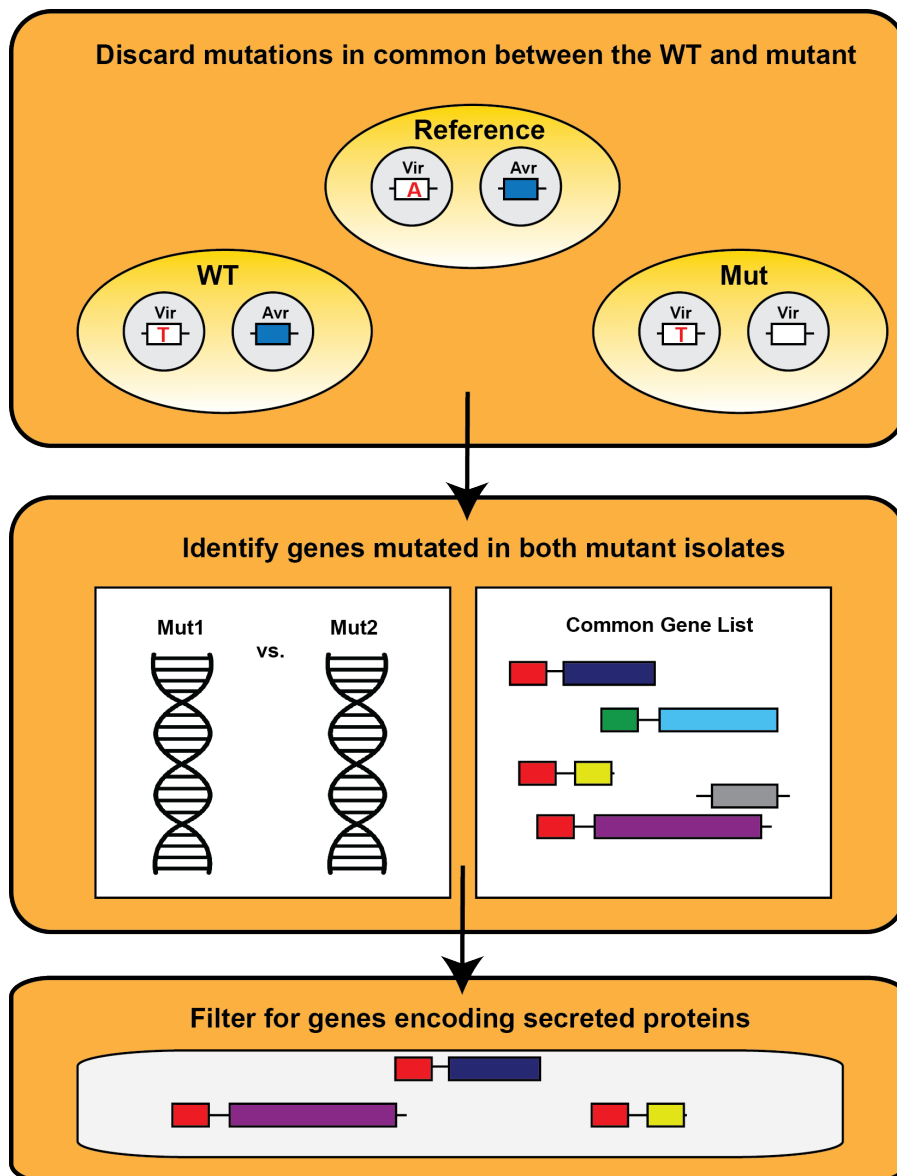 Discard mutations in common between the WT and mutant
Reference
Vir Avr
A
WT
Vir Avr
T
Mut
Vir Vir
T
Identify genes mutated in both mutant isolates
Mut1
vs.
Mut2
Common Gene List
Filter for genes encoding secreted proteins